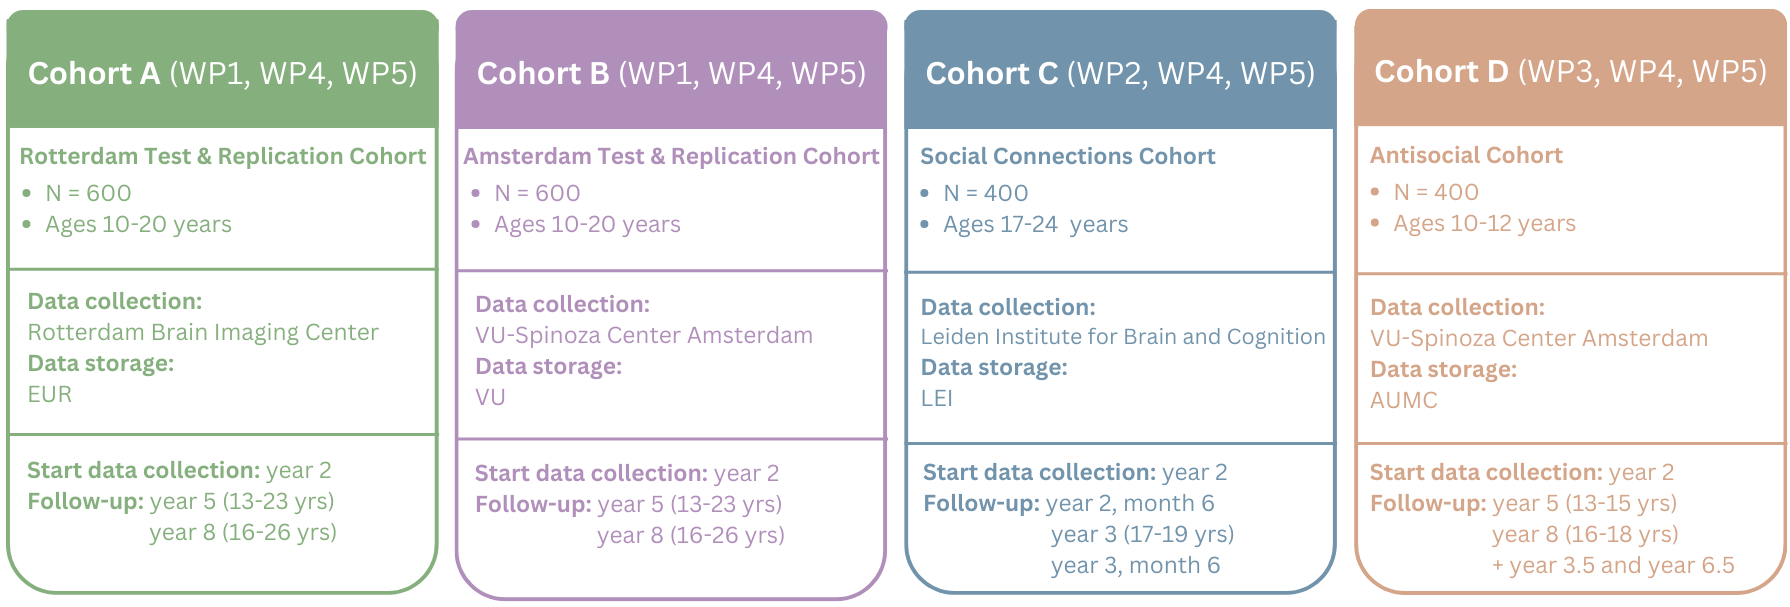 Cohort A (WP1, WP4, WP5)
Rotterdam Test & Replication Cohort
• N = 600
• Ages 10-20 years
Data collection:
Rotterdam Brain Imaging Center
Data storage:
EUR
Start data collection: year 2
Follow-up: year 5 (13-23 yrs)
year 8 (16-26 yrs)
Cohort B (WP1, WP4, WP5)
Amsterdam Test & Replication Cohort
• N = 600
• Ages 10-20 years
Data collection:
VU-Spinoza Center Amsterdam
Data storage:
VU
Start data collection: year 2
Follow-up: year 5 (13-23 yrs)
year 8 (16-26 yrs)
Cohort C (WP2, WP4, WP5)
Social Connections Cohort
• N = 400
• Ages 17-24 years
Data collection:
Leiden Institute for Brain and Cognition
Data storage:
LEI
Start data collection: year 2
Follow-up: year 2, month 6
year 3 (17-19 yrs)
year 3, month 6
Cohort D (WP3, WP4, WP5)
Antisocial Cohort
• N = 400
• Ages 10-12 years
Data collection:
VU-Spinoza Center Amsterdam
Data storage:
AUMC
Start data collection: year 2
Follow-up: year 5 (13-15 yrs)
year 8 (16-18 yrs)
+ year 3.5 and year 6.5